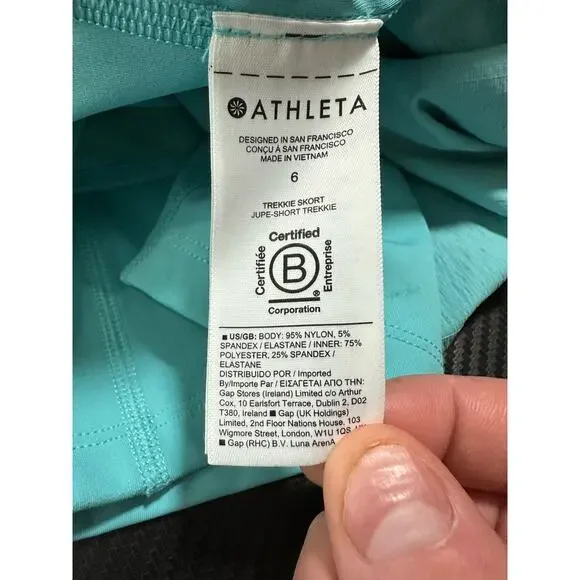 ATHLETA
DESIGNED IN SAN FRANCISCO
CONÇU À SAN FRANCISCO
MADE IN VIETNAM
6
TREKKIE SKORT
JUPE-SHORT TREKKIE
Certified
Certifiée
B
Entreprise
®
Corporation
■ US/GB: BODY: 95% NYLON, 5%
SPANDEX / ELASTANE / INNER: 75%
POLYESTER, 25% SPANDEX /
ELASTANE
DISTRIBUIDO POR / Imported
By/Importe Par / ΕΙΣΑΓΕΤΑΙ ΑΠΟ ΤΗΝ:
Gap Stores (Ireland) Limited c/o Arthur
Cox, 10 Earlsfort Terrace, Dublin 2, D02
T380, Ireland ■ Gap (UK Holdings)
Limited, 2nd Floor Nations House, 103
Wigmore Street, London, W1U 1QS
■ Gap (RHC) B.V. Luna ArenA